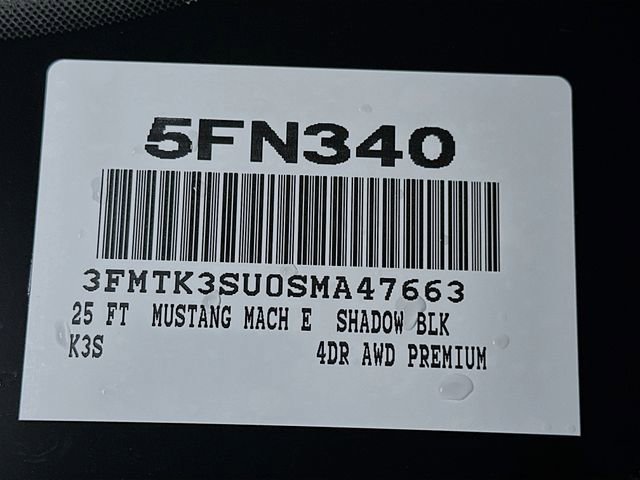 5FN340
3FMTK3SU0SMA47663
25 FT MUSTANG MACH E SHADOW BLK
K3S 4DR AWD PREMIUM